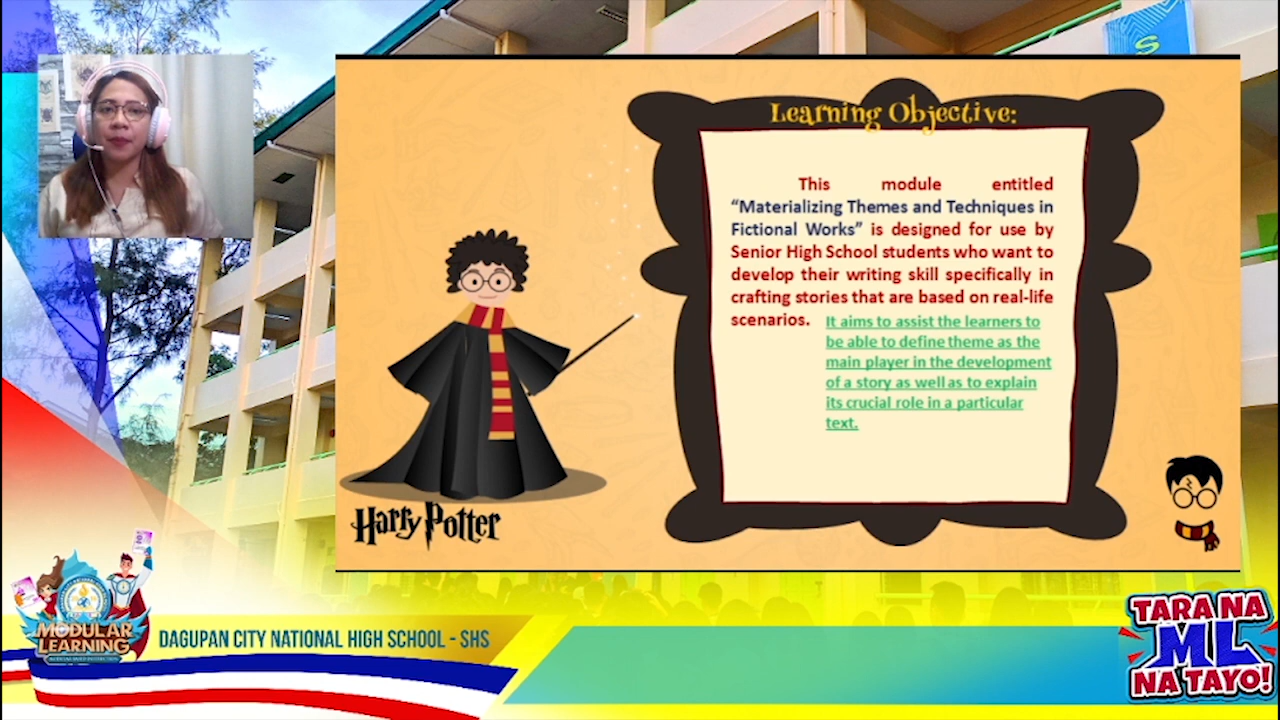 S
Learning Objective:
This module entitled
“Materializing Themes and Techniques in
Fictional Works” is designed for use by
Senior High School students who want to
develop their writing skill specifically in
crafting stories that are based on real-life
scenarios.
It aims to assist the learners to
be able to define theme as the
main player in the development
of a story as well as to explain
its crucial role in a particular
text.
Harry Potter
MODULAR
LEARNING
DAGUPAN CITY NATIONAL HIGH SCHOOL - SHS
TARA NA
ML
NA TAYO!